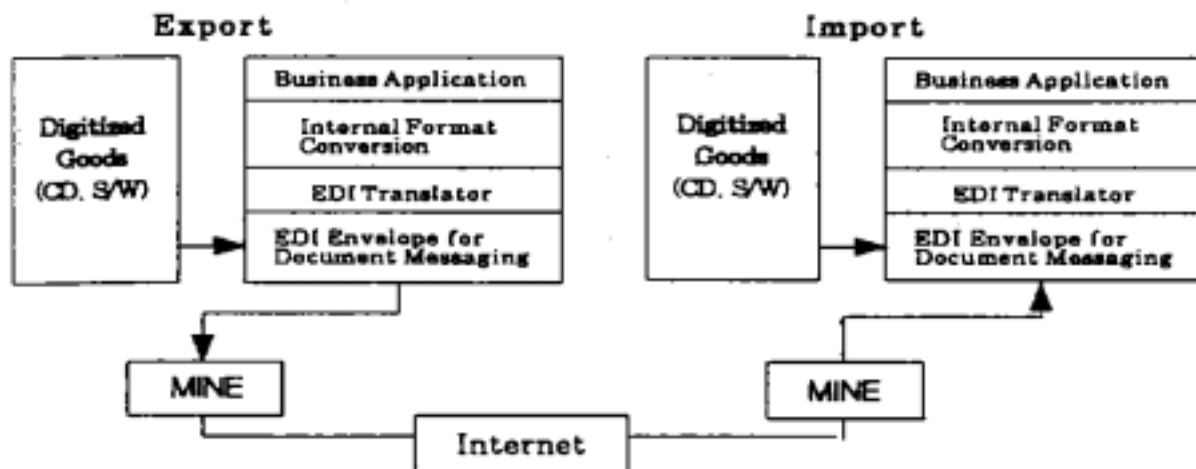 Export
Digitized
Goods
(CD, S/W)
Business Application
Internal Format
Conversion
EDI Translator
EDI Envelope for
Document Messaging
MINE
Internet
Import
Digitized
Goods
(CD, S/W)
Business Application
Internal Format
Conversion
EDI Translator
EDI Envelope for
Document Messaging
MINE